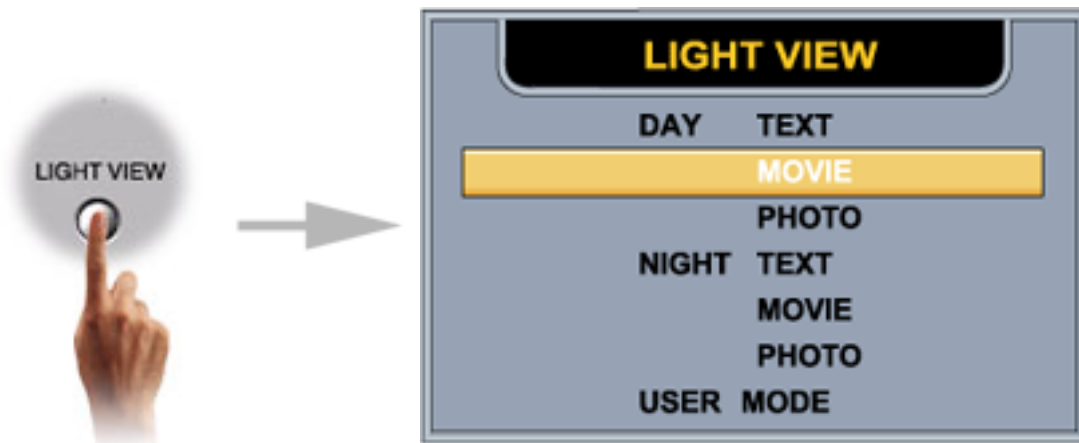 LIGHT VIEW
LIGHT VIEW
DAY TEXT
MOVIE
PHOTO
NIGHT TEXT
MOVIE
PHOTO
USER MODE